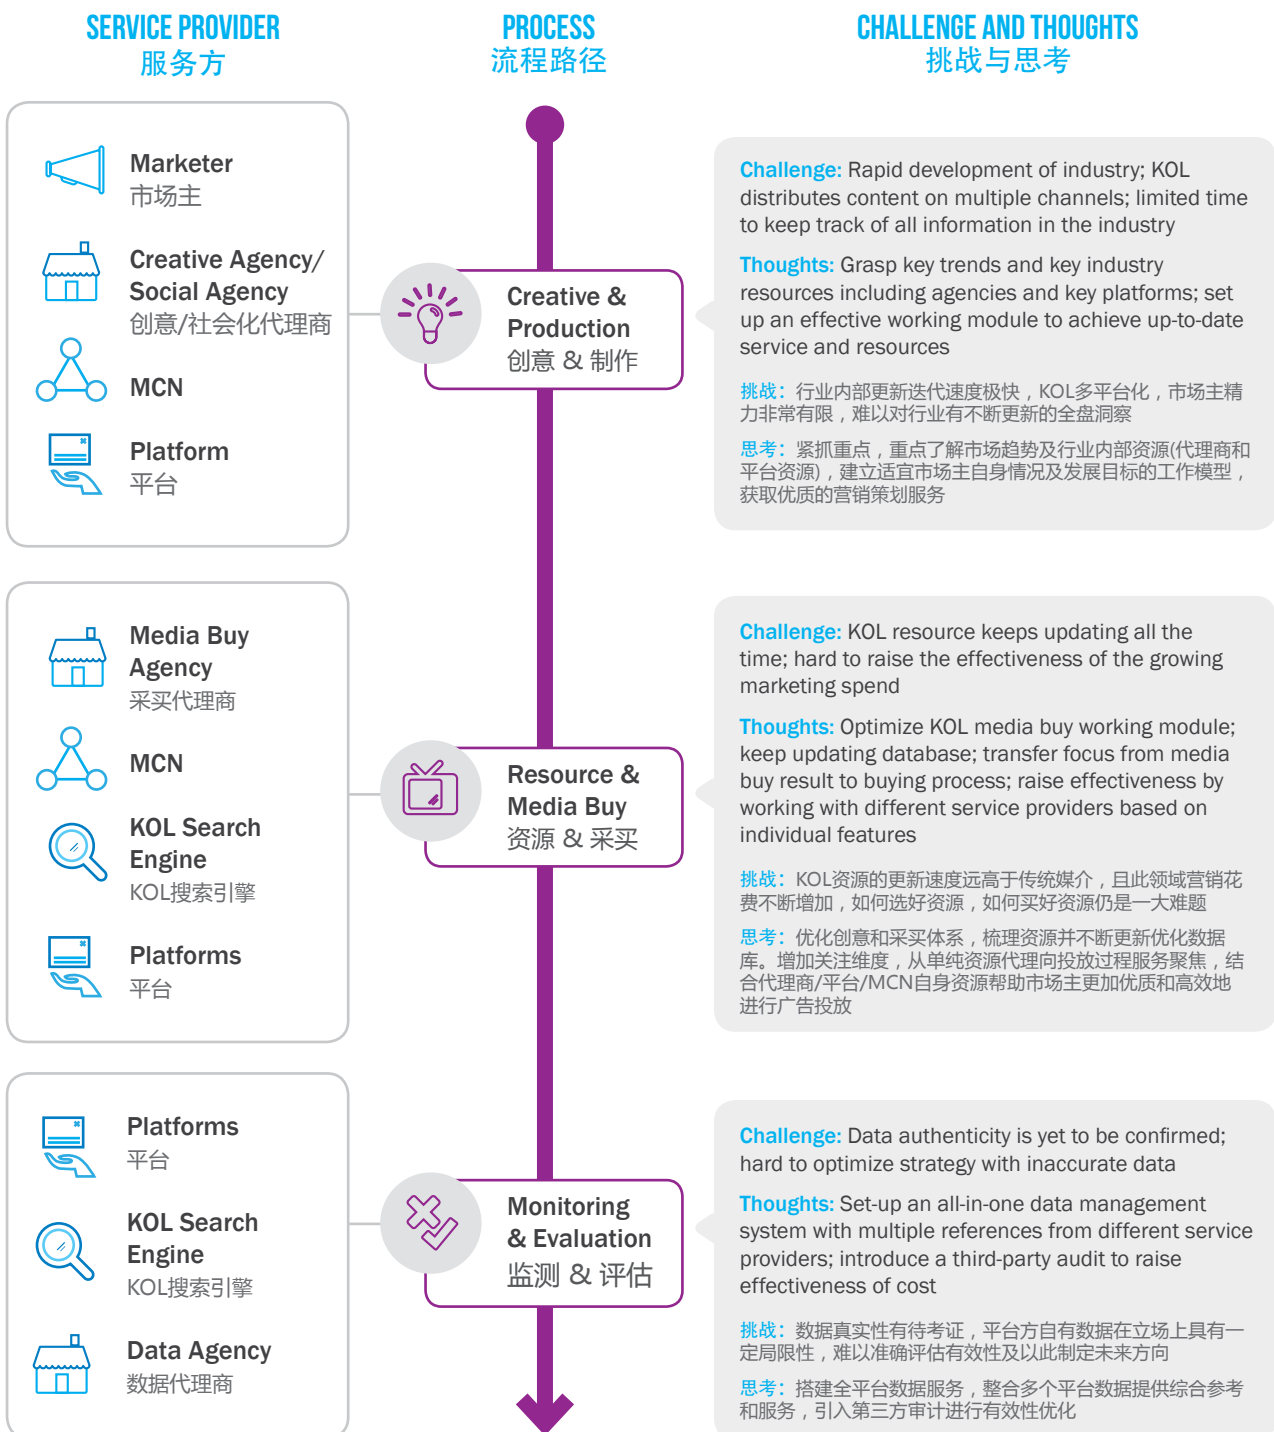 SERVICE PROVIDER
服务方
PROCESS
流程路径
CHALLENGE AND THOUGHTS
挑战与思考
Marketer
市场主
Creative Agency/
Social Agency
创意/社会化代理商
MCN
Platform
平台
Creative &
Production
创意 & 制作
Challenge: Rapid development of industry; KOL
distributes content on multiple channels; limited time
to keep track of all information in the industry
Thoughts: Grasp key trends and key industry
resources including agencies and key platforms; set
up an effective working module to achieve up-to-date
service and resources
挑战：行业内部更新迭代速度极快，KOL多平台化，市场主精
力非常有限，难以对行业有不断更新的全盘洞察
思考：紧抓重点，重点了解市场趋势及行业内部资源(代理商和
平台资源)，建立适宜市场主自身情况及发展目标的工作模型，
获取优质的营销策划服务
Media Buy
Agency
采买代理商
MCN
KOL Search
Engine
KOL搜索引擎
Platforms
平台
Resource &
Media Buy
资源 & 采买
Challenge: KOL resource keeps updating all the
time; hard to raise the effectiveness of the growing
marketing spend
Thoughts: Optimize KOL media buy working module;
keep updating database; transfer focus from media
buy result to buying process; raise effectiveness by
working with different service providers based on
individual features
挑战：KOL资源的更新速度远高于传统媒介，且此领域营销花
费不断增加，如何选好资源，如何买好资源仍是一大难题
思考：优化创意和采买体系，梳理资源并不断更新优化数据
库。增加关注维度，从单纯资源代理向投放过程服务聚焦，结
合代理商/平台/MCN自身资源帮助市场主更加优质和高效地
进行广告投放
Platforms
平台
KOL Search
Engine
KOL搜索引擎
Data Agency
数据代理商
Monitoring
& Evaluation
监测 & 评估
Challenge: Data authenticity is yet to be confirmed;
hard to optimize strategy with inaccurate data
Thoughts: Set-up an all-in-one data management
system with multiple references from different service
providers; introduce a third-party audit to raise
effectiveness of cost
挑战：数据真实性有待考证，平台方自有数据在立场上具有一
定局限性，难以准确评估有效性及以此制定未来方向
思考：搭建全平台数据服务，整合多个平台数据提供综合参考
和服务，引入第三方审计进行有效性优化